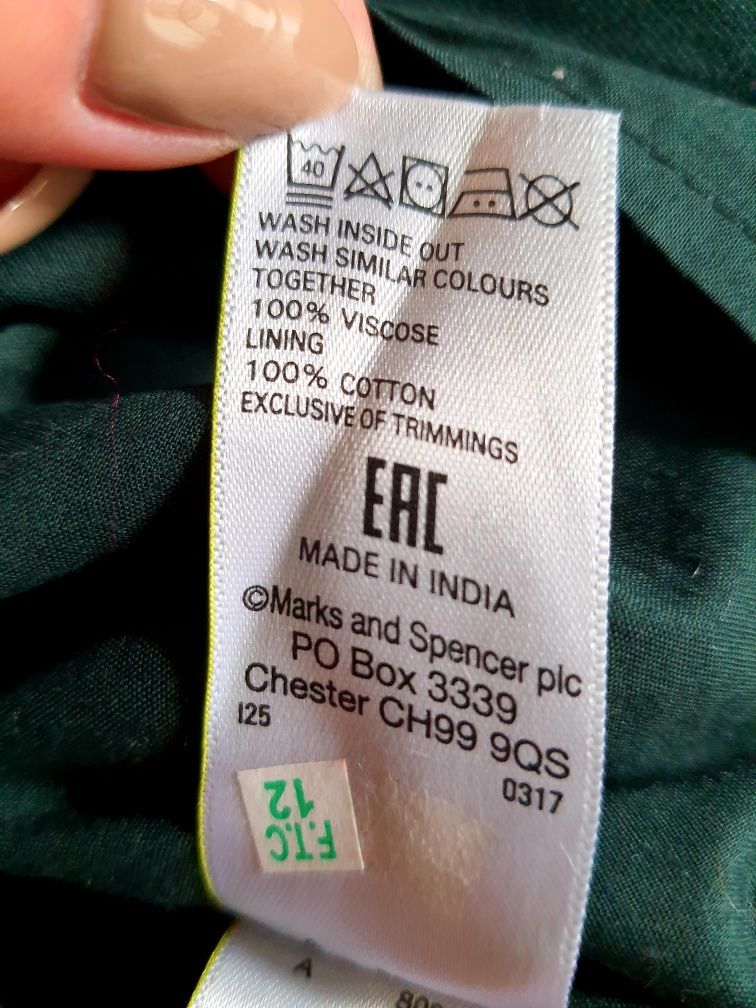 40
WASH INSIDE OUT
WASH SIMILAR COLOURS
TOGETHER
100% VISCOSE
LINING
100% COTTON
EXCLUSIVE OF TRIMMINGS
EAC
MADE IN INDIA
©Marks and Spencer plc
PO Box 3339
Chester CH99 9QS
I25
0317
F.T.C
12
A